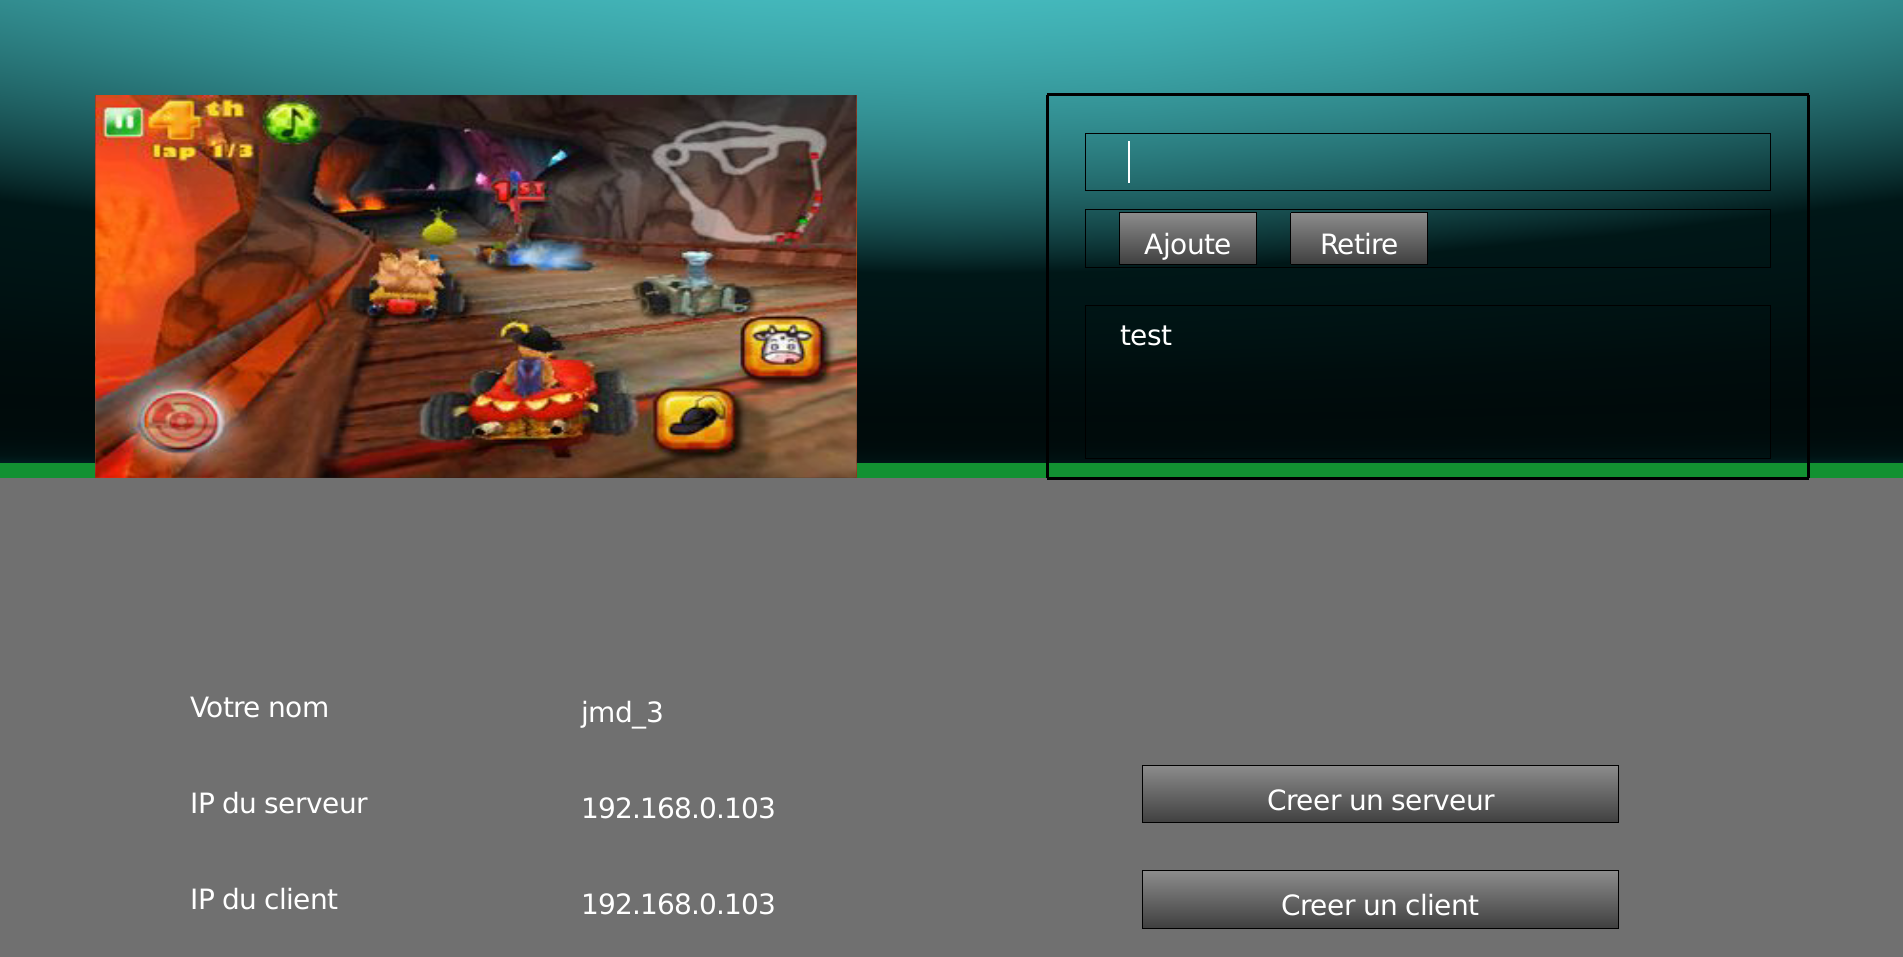 4th
lap 1/3
1ST
Ajoute
Retire
test
Votre nom
jmd_3
IP du serveur
192.168.0.103
Creer un serveur
IP du client
192.168.0.103
Creer un client